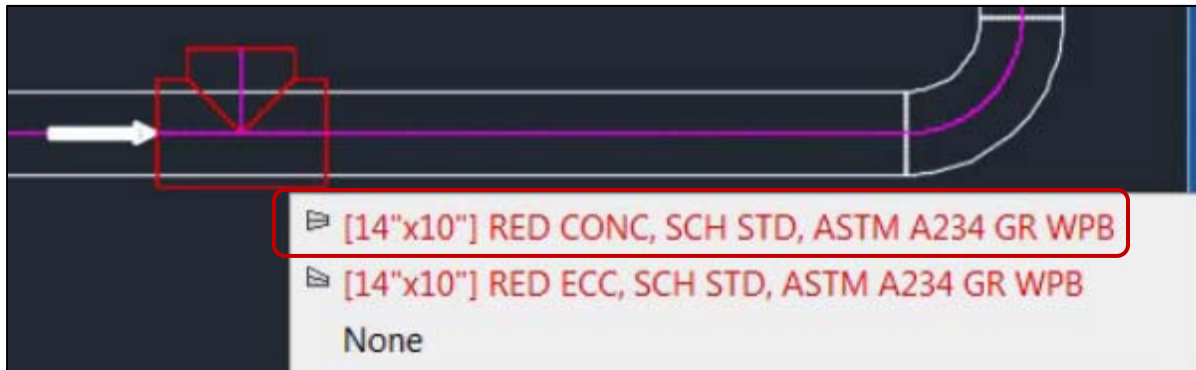 [14"x10"] RED CONC, SCH STD, ASTM A234 GR WPB
[14"x10"] RED ECC, SCH STD, ASTM A234 GR WPB
None